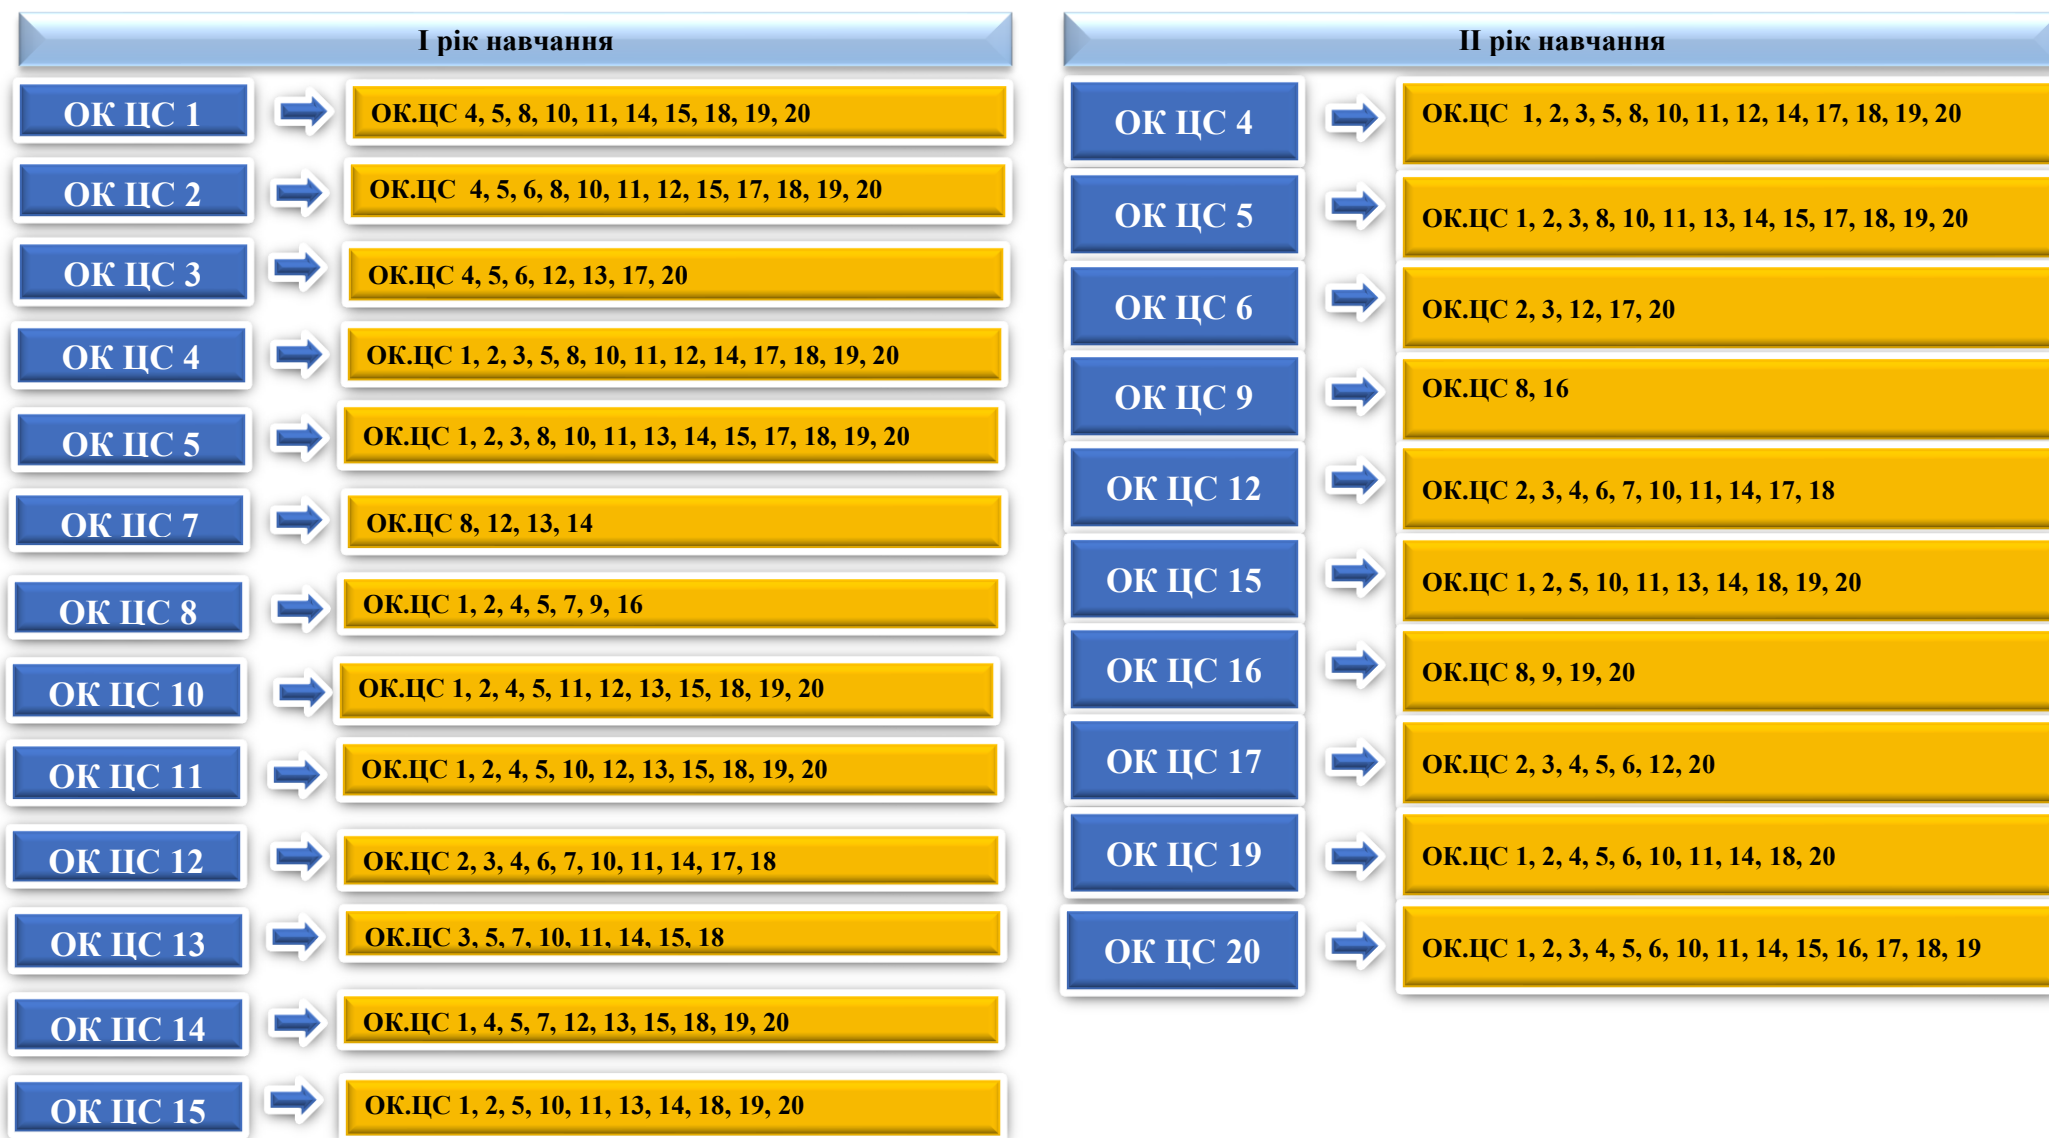 І рік навчання
ОК ЦС 1
ОК.ЦС 4, 5, 8, 10, 11, 14, 15, 18, 19, 20
ОК ЦС 2
ОК.ЦС 4, 5, 6, 8, 10, 11, 12, 15, 17, 18, 19, 20
ОК ЦС 3
ОК.ЦС 4, 5, 6, 12, 13, 17, 20
ОК ЦС 4
ОК.ЦС 1, 2, 3, 5, 8, 10, 11, 12, 14, 17, 18, 19, 20
ОК ЦС 5
ОК.ЦС 1, 2, 3, 8, 10, 11, 13, 14, 15, 17, 18, 19, 20
ОК ЦС 7
ОК.ЦС 8, 12, 13, 14
ОК ЦС 8
ОК.ЦС 1, 2, 4, 5, 7, 9, 16
ОК ЦС 10
ОК.ЦС 1, 2, 4, 5, 11, 12, 13, 15, 18, 19, 20
ОК ЦС 11
ОК.ЦС 1, 2, 4, 5, 10, 12, 13, 15, 18, 19, 20
ОК ЦС 12
ОК.ЦС 2, 3, 4, 6, 7, 10, 11, 14, 17, 18
ОК ЦС 13
ОК.ЦС 3, 5, 7, 10, 11, 14, 15, 18
ОК ЦС 14
ОК.ЦС 1, 4, 5, 7, 12, 13, 15, 18, 19, 20
ОК ЦС 15
ОК.ЦС 1, 2, 5, 10, 11, 13, 14, 18, 19, 20
ІІ рік навчання
ОК ЦС 4
ОК.ЦС 1, 2, 3, 5, 8, 10, 11, 12, 14, 17, 18, 19, 20
ОК ЦС 5
ОК.ЦС 1, 2, 3, 8, 10, 11, 13, 14, 15, 17, 18, 19, 20
ОК ЦС 6
ОК.ЦС 2, 3, 12, 17, 20
ОК ЦС 9
ОК.ЦС 8, 16
ОК ЦС 12
ОК.ЦС 2, 3, 4, 6, 7, 10, 11, 14, 17, 18
ОК ЦС 15
ОК.ЦС 1, 2, 5, 10, 11, 13, 14, 18, 19, 20
ОК ЦС 16
ОК.ЦС 8, 9, 19, 20
ОК ЦС 17
ОК.ЦС 2, 3, 4, 5, 6, 12, 20
ОК ЦС 19
ОК.ЦС 1, 2, 4, 5, 6, 10, 11, 14, 18, 20
ОК ЦС 20
ОК.ЦС 1, 2, 3, 4, 5, 6, 10, 11, 14, 15, 16, 17, 18, 19